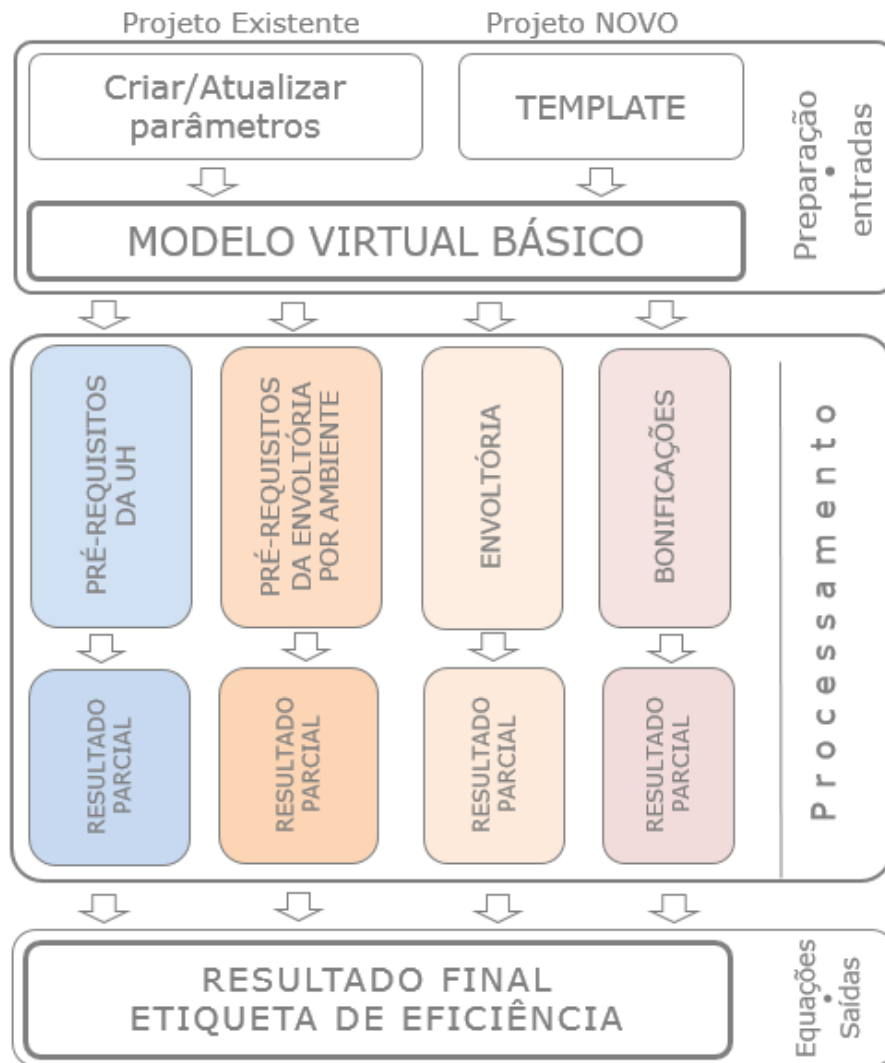 Projeto Existente
Projeto NOVO
Criar/Atualizar
parâmetros
TEMPLATE
MODELO VIRTUAL BÁSICO
Preparação
•
entradas
PRÉ-REQUISITOS
DA UH
PRÉ-REQUISITOS
DA ENVOLTÓRIA
POR AMBIENTE
ENVOLTÓRIA
BONIFICAÇÕES
RESULTADO
PARCIAL
RESULTADO
PARCIAL
RESULTADO
PARCIAL
RESULTADO
PARCIAL
Processamento
RESULTADO FINAL
ETIQUETA DE EFICIÊNCIA
Equações
•
Saídas